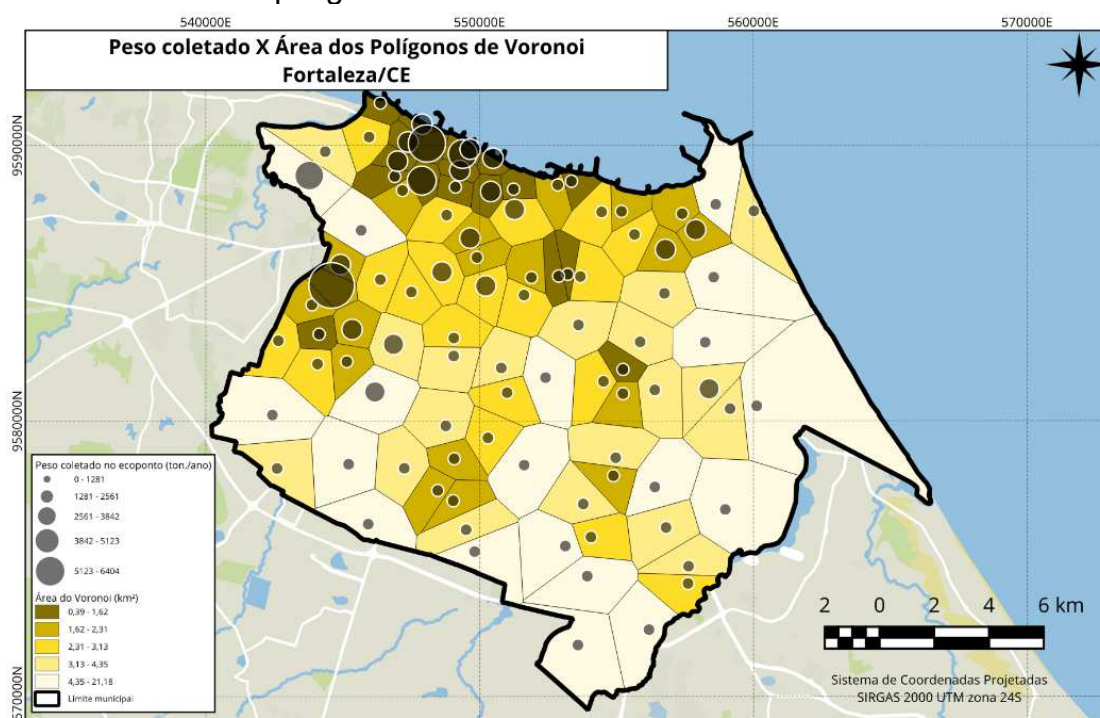 540000E 550000E 560000E 570000E
Peso coletado X Área dos Polígonos de Voronoi
Fortaleza/CE
9590000N
9580000N
9570000N
Peso coletado no ecoponto (ton./ano)
0 - 1281
1281 - 2561
2561 - 3842
3842 - 5123
5123 - 6404
Área do Voronoi (km²)
0,39 - 1,62
1,62 - 2,31
2,31 - 3,13
3,13 - 4,35
4,35 - 21,18
Limite municipal
2 0 2 4 6 km
Sistema de Coordenadas Projetadas
SIRGAS 2000 UTM zona 24S